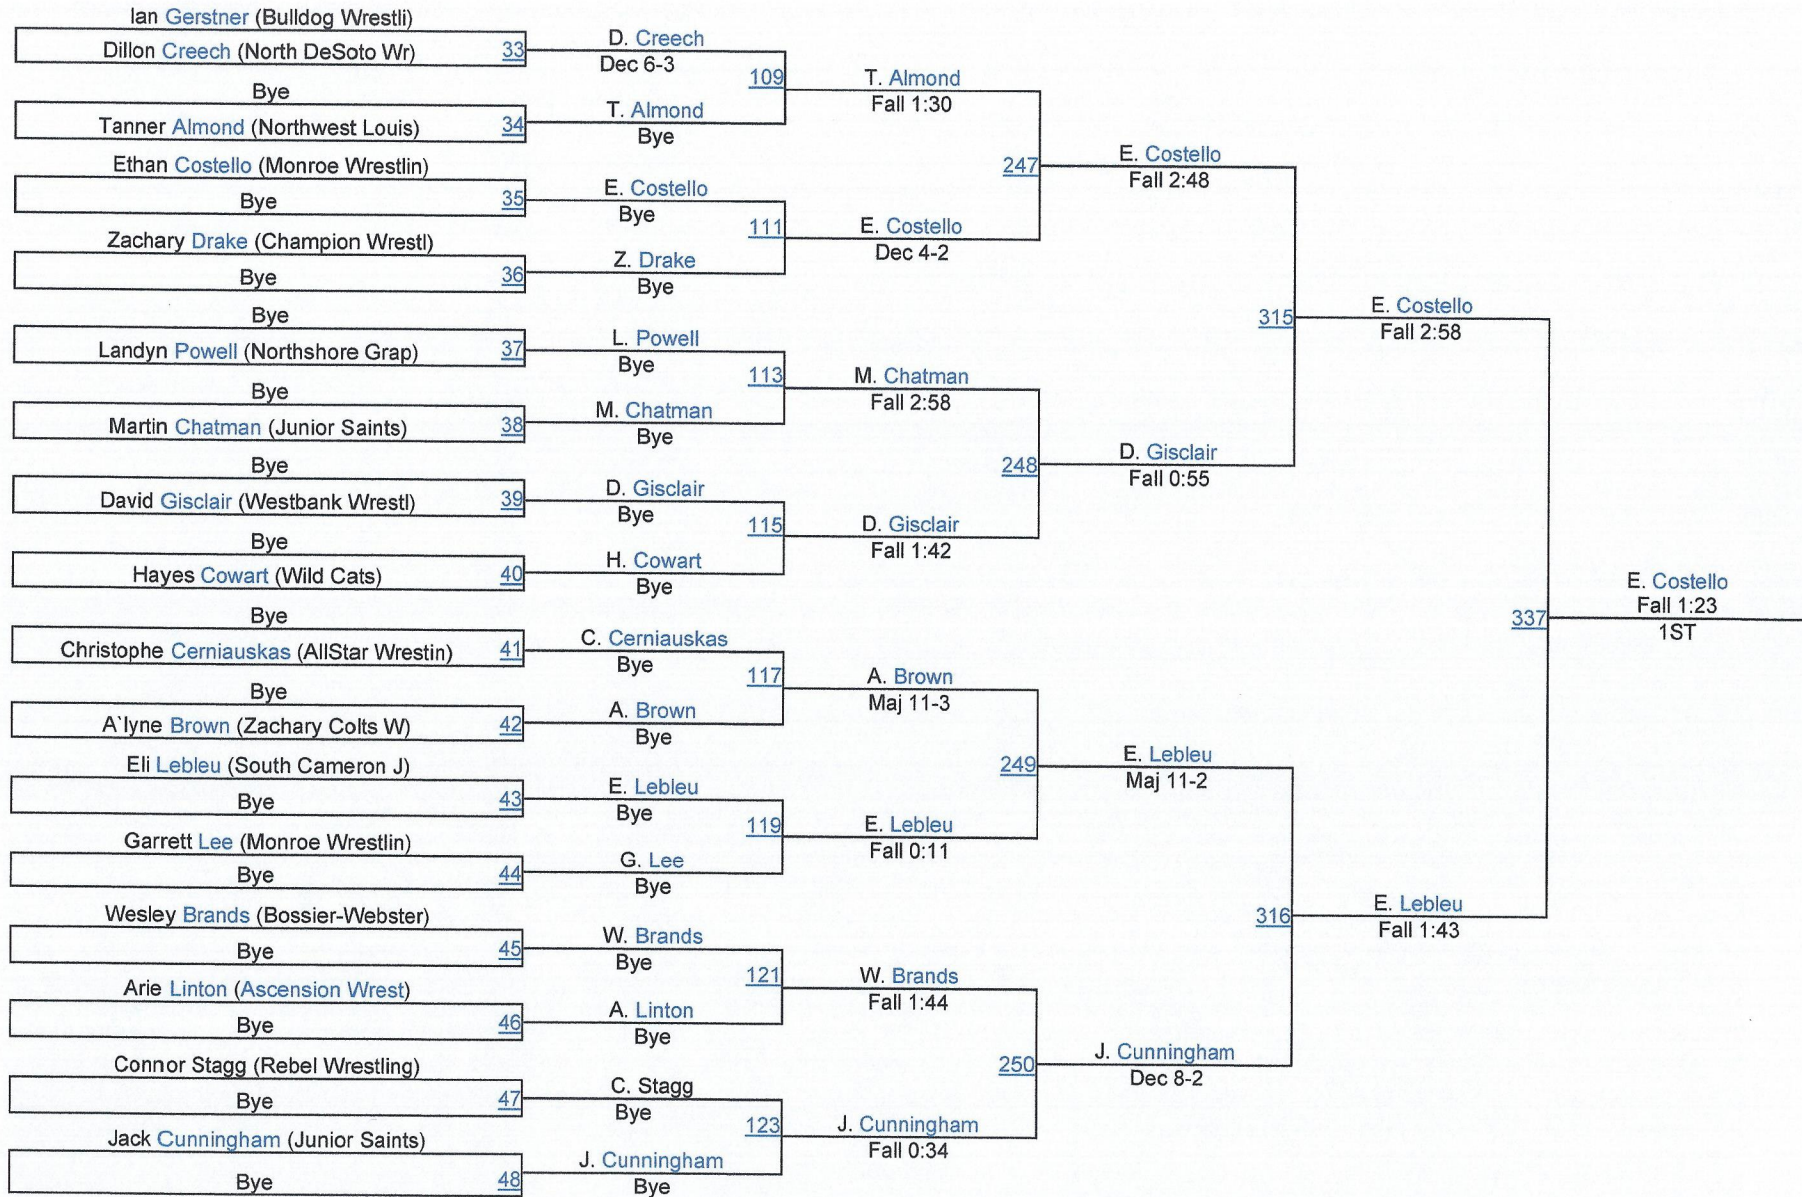 Ian Gerstner (Bulldog Wrestli)
Dillon Creech (North DeSoto Wr) 33
Bye
Tanner Almond (Northwest Louis) 34
Ethan Costello (Monroe Wrestlin)
Bye 35
Zachary Drake (Champion Wrestl)
Bye 36
Bye
Landyn Powell (Northshore Grap) 37
Bye
Martin Chatman (Junior Saints) 38
Bye
David Gisclair (Westbank Wrestl) 39
Bye
Hayes Cowart (Wild Cats) 40
Bye
Christophe Cerniauskas (AllStar Wrestin) 41
Bye
A`lyne Brown (Zachary Colts W) 42
Eli Lebleu (South Cameron J)
Bye 43
Garrett Lee (Monroe Wrestlin)
Bye 44
Wesley Brands (Bossier-Webster)
Bye 45
Arie Linton (Ascension Wrest)
Bye 46
Connor Stagg (Rebel Wrestling)
Bye 47
Jack Cunningham (Junior Saints)
Bye 48
D. Creech
Dec 6-3
109
T. Almond
Bye
E. Costello
Bye
111
Z. Drake
Bye
L. Powell
Bye
113
M. Chatman
Bye
D. Gisclair
Bye
115
H. Cowart
Bye
C. Cerniauskas
Bye
117
A. Brown
Bye
E. Lebleu
Bye
119
G. Lee
Bye
W. Brands
Bye
121
A. Linton
Bye
C. Stagg
Bye
123
J. Cunningham
Bye
T. Almond
Fall 1:30
247
E. Costello
Dec 4-2
M. Chatman
Fall 2:58
248
D. Gisclair
Fall 1:42
A. Brown
Maj 11-3
249
E. Lebleu
Fall 0:11
W. Brands
Fall 1:44
250
J. Cunningham
Fall 0:34
E. Costello
Fall 2:48
315
D. Gisclair
Fall 0:55
E. Lebleu
Maj 11-2
316
J. Cunningham
Dec 8-2
E. Costello
Fall 2:58
337
E. Lebleu
Fall 1:43
E. Costello
Fall 1:23
1ST